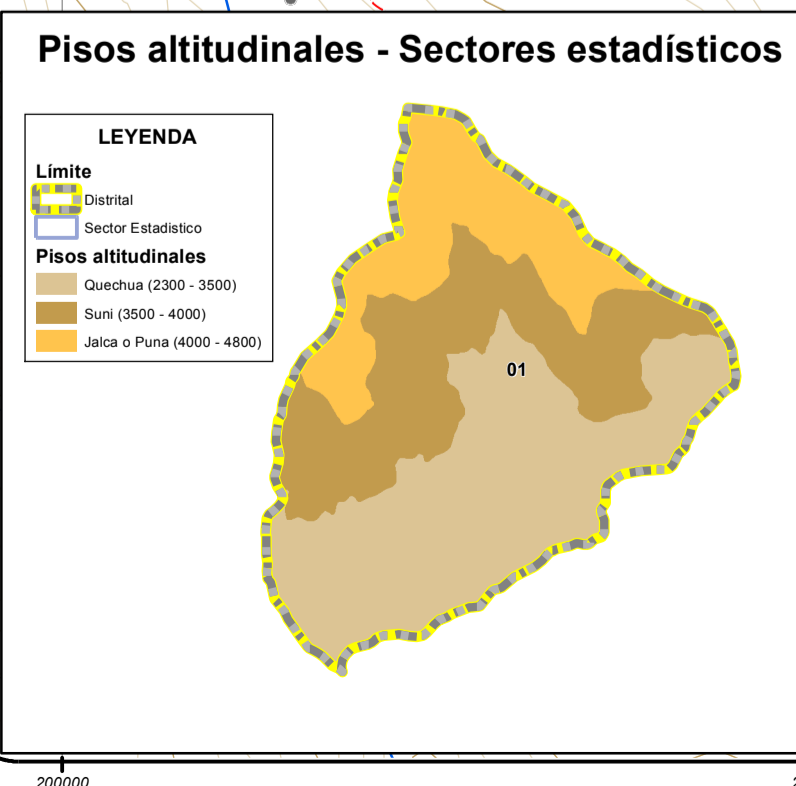 Pisos altitudinales - Sectores estadísticos
LEYENDA
Límite
Distrital
Sector Estadistico
Pisos altitudinales
Quechua (2300 - 3500)
Suni (3500 - 4000)
Jalca o Puna (4000 - 4800)
01
200000